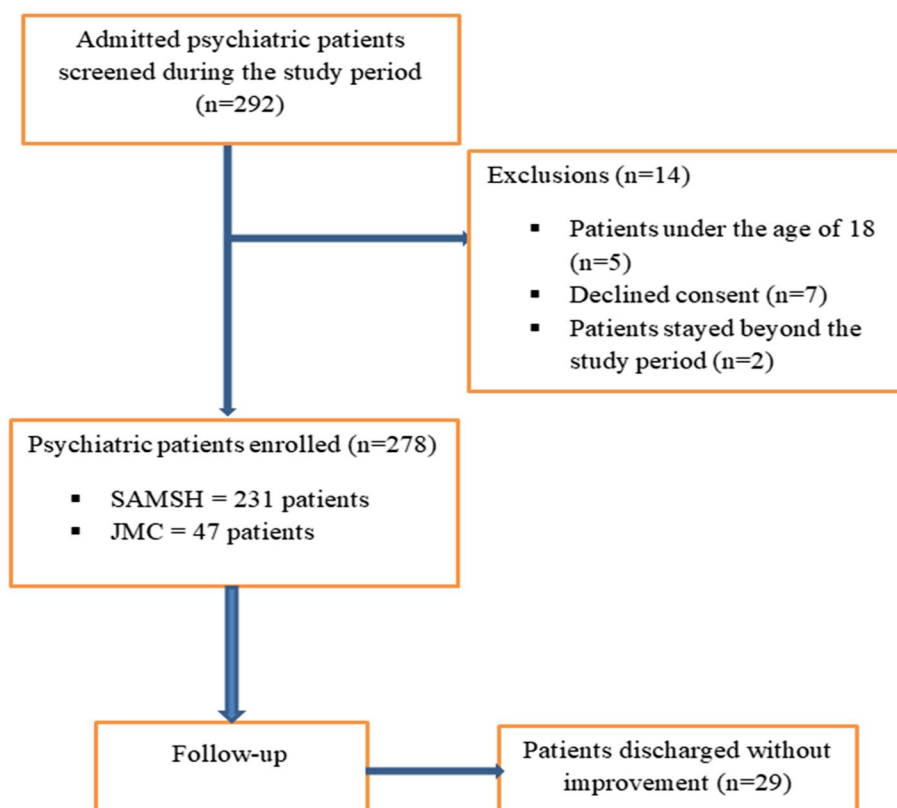 Admitted psychiatric patients
screened during the study period
(n=292)
Exclusions (n=14)
▪ Patients under the age of 18
(n=5)
▪ Declined consent (n=7)
▪ Patients stayed beyond the
study period (n=2)
Psychiatric patients enrolled (n=278)
▪ SAMSH = 231 patients
▪ JMC = 47 patients
Follow-up
Patients discharged without
improvement (n=29)